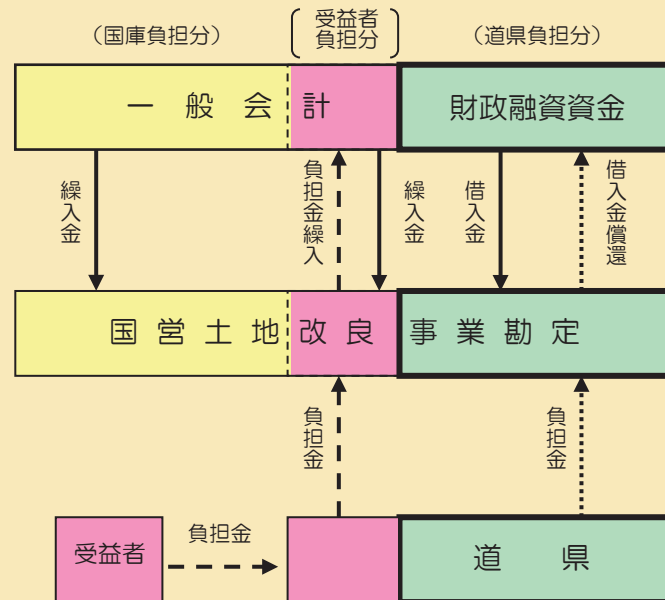 （国庫負担分）
受益者
負担分
（道県負担分）
一般会計
財政融資資金
繰入金
負担金繰入
繰入金
借入金
借入金償還
国営土地改良事業勘定
負担金
負担金
受益者
負担金
道県